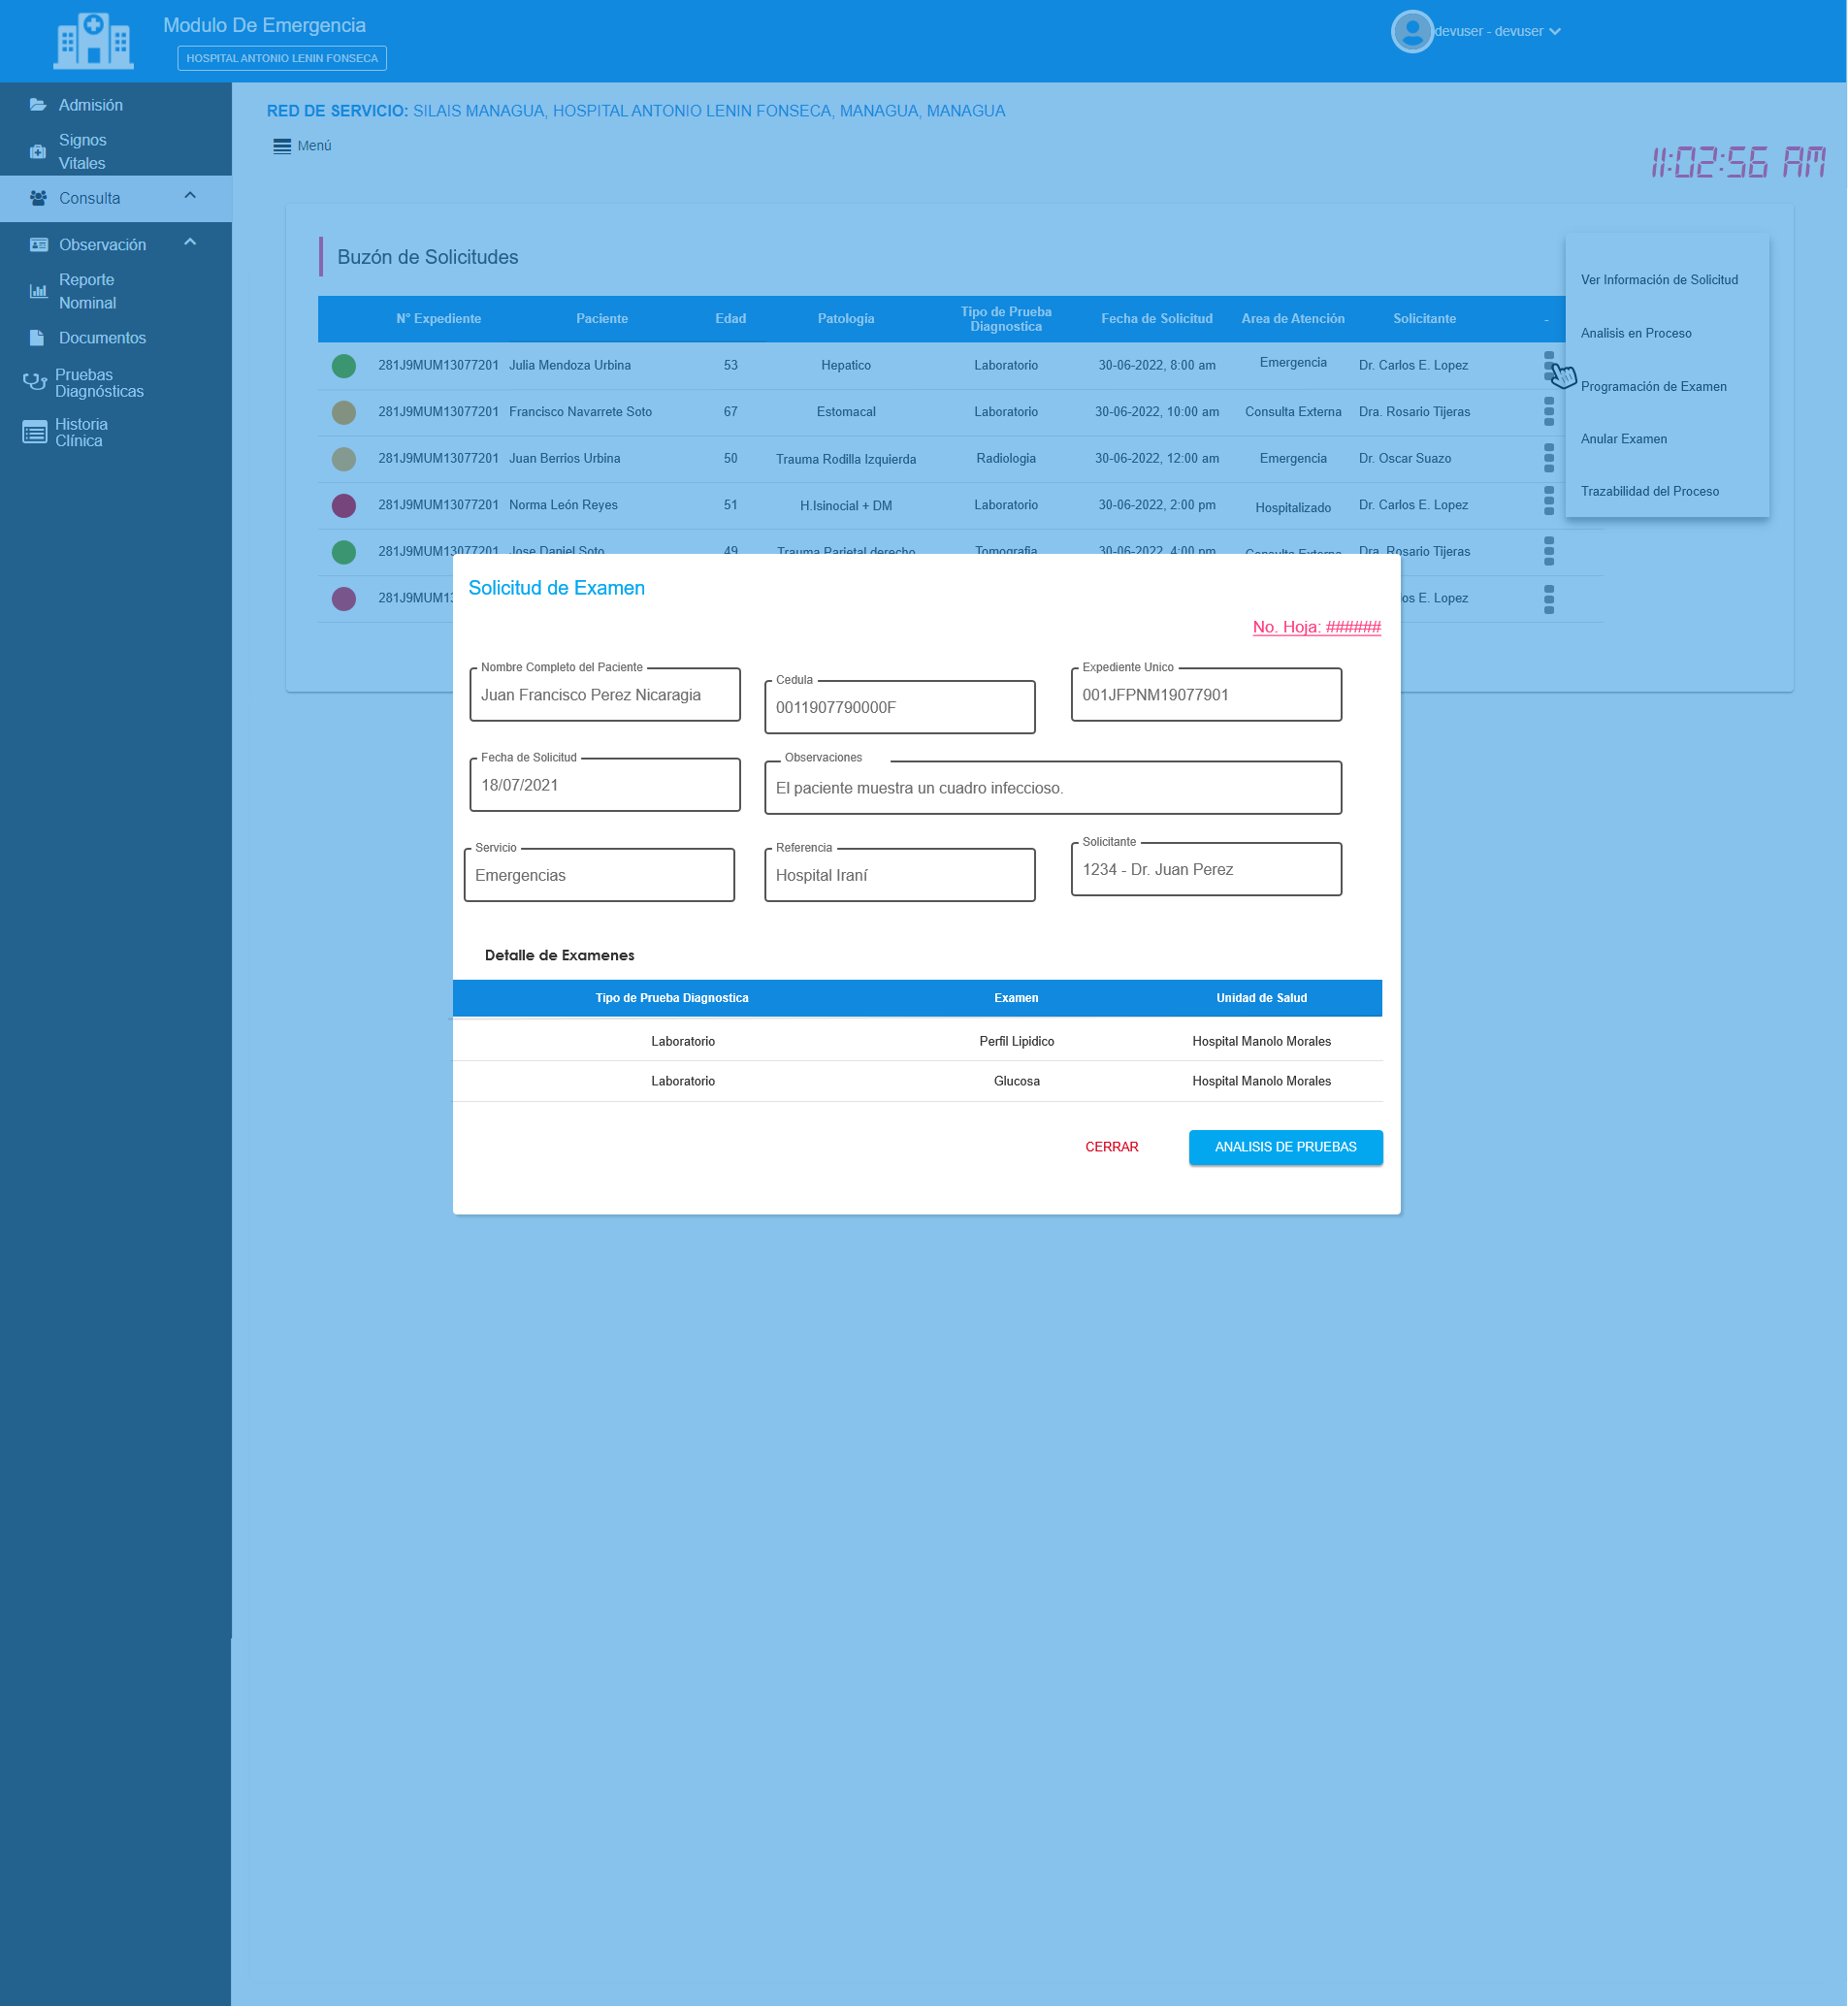 Modulo De Emergencia
HOSPITAL ANTONIO LENIN FONSECA
devuser - devuser
Admisión
Signos
Vitales
Consulta
Observación
Reporte
Nominal
Documentos
Pruebas
Diagnósticas
Historia
Clínica
RED DE SERVICIO: SILAIS MANAGUA, HOSPITAL ANTONIO LENIN FONSECA, MANAGUA, MANAGUA
Menú
11:02:56 AM
Buzón de Solicitudes
N° Expediente Paciente Edad Patología Tipo de Prueba Diagnostica Fecha de Solicitud Area de Atención Solicitante -
281J9MUM13077201 Julia Mendoza Urbina 53 Hepatico Laboratorio 30-06-2022, 8:00 am Emergencia Dr. Carlos E. Lopez
281J9MUM13077201 Francisco Navarrete Soto 67 Estomacal Laboratorio 30-06-2022, 10:00 am Consulta Externa Dra. Rosario Tijeras
281J9MUM13077201 Juan Berrios Urbina 50 Trauma Rodilla Izquierda Radiologia 30-06-2022, 12:00 am Emergencia Dr. Oscar Suazo
281J9MUM13077201 Norma León Reyes 51 H.Isinocial + DM Laboratorio 30-06-2022, 2:00 pm Hospitalizado Dr. Carlos E. Lopez
281J9MUM13077201 Jose Daniel Soto 49 Trauma Parietal derecho Tomografia 30-06-2022, 4:00 pm Consulta Externa Dra. Rosario Tijeras
281J9MUM13 os E. Lopez
Ver Información de Solicitud
Analisis en Proceso
Programación de Examen
Anular Examen
Trazabilidad del Proceso
Solicitud de Examen
No. Hoja: ######
Nombre Completo del Paciente
Juan Francisco Perez Nicaragia
Cedula
0011907790000F
Expediente Unico
001JFPNM19077901
Fecha de Solicitud
18/07/2021
Observaciones
El paciente muestra un cuadro infeccioso.
Servicio
Emergencias
Referencia
Hospital Iraní
Solicitante
1234 - Dr. Juan Perez
Detalle de Examenes
Tipo de Prueba Diagnostica Examen Unidad de Salud
Laboratorio Perfil Lipidico Hospital Manolo Morales
Laboratorio Glucosa Hospital Manolo Morales
CERRAR
ANALISIS DE PRUEBAS